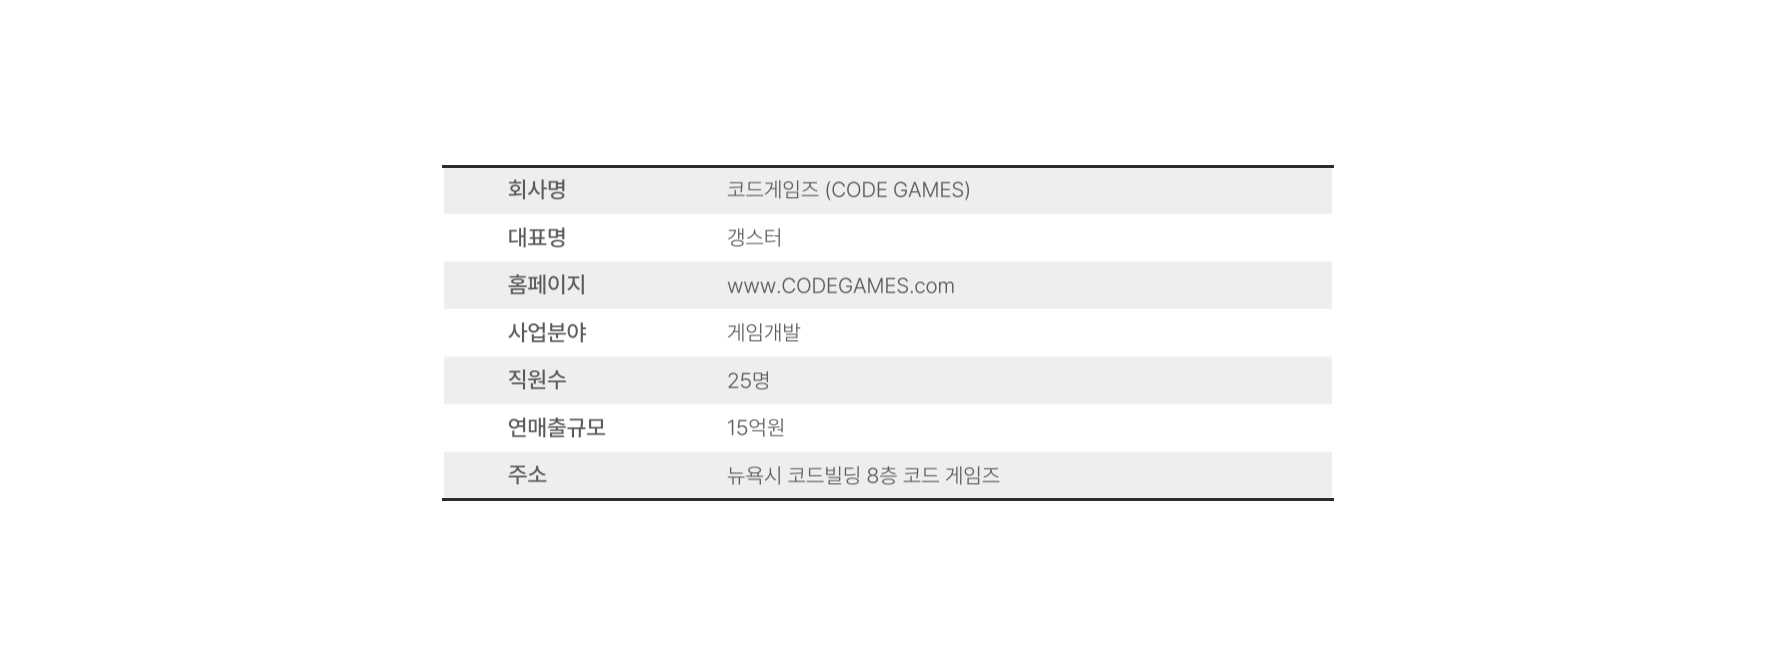 회사명 코드게임즈 (CODE GAMES)
대표명 갱스터
홈페이지 www.CODEGAMES.com
사업분야 게임개발
직원수 25명
연매출규모 15억원
주소 뉴욕시 코드빌딩 8층 코드 게임즈